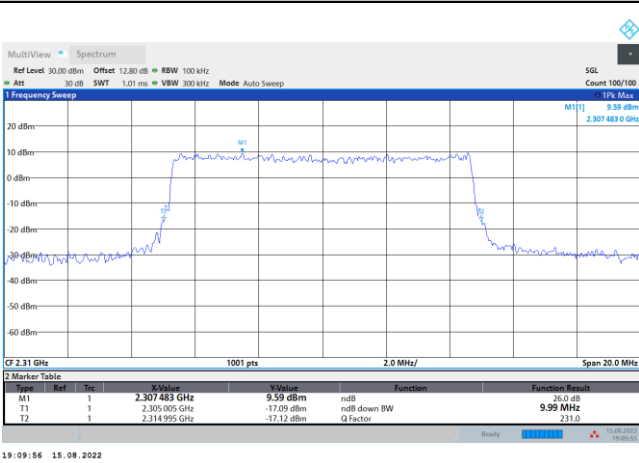 MultiView Spectrum
Ref Level 30.00 dBm Offset 12.80 dB RBW 100 kHz SGL
Att 30 dB SWT 1.01 ms VBW 300 kHz Mode Auto Sweep Count 100/100
1 Frequency Sweep 1Pk Max
M1[1] 9.59 dBm
2.307 483 0 GHz
20 dBm
M1
10 dBm
0 dBm
-10 dBm
T1 T2
-20 dBm
-30 dBm
-40 dBm
-50 dBm
-60 dBm
CF 2.31 GHz 1001 pts 2.0 MHz/ Span 20.0 MHz
2 Marker Table
Type Ref Trc X-Value Y-Value Function Function Result
M1 1 2.307 483 GHz 9.59 dBm ndB 26.0 dB
T1 1 2.305 005 GHz -17.09 dBm ndB down BW 9.99 MHz
T2 1 2.314 995 GHz -17.12 dBm Q Factor 231.0
Ready 15.08.2022
19:09:55
19:09:56 15.08.2022